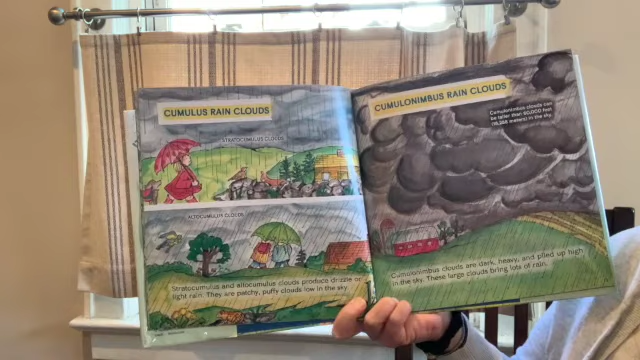 CUMULUS RAIN CLOUDS
STRATOCUMULUS CLOUDS
ALTOCUMULUS CLOUDS
Stratocumulus and altocumulus clouds produce drizzle or
light rain. They are patchy, puffy clouds low in the sky.
CUMULONIMBUS RAIN CLOUDS
Cumulonimbus clouds can
be taller than 60,000 feet
(18,288 meters) in the sky.
Cumulonimbus clouds are dark, heavy, and piled up high
in the sky. These large clouds bring lots of rain.